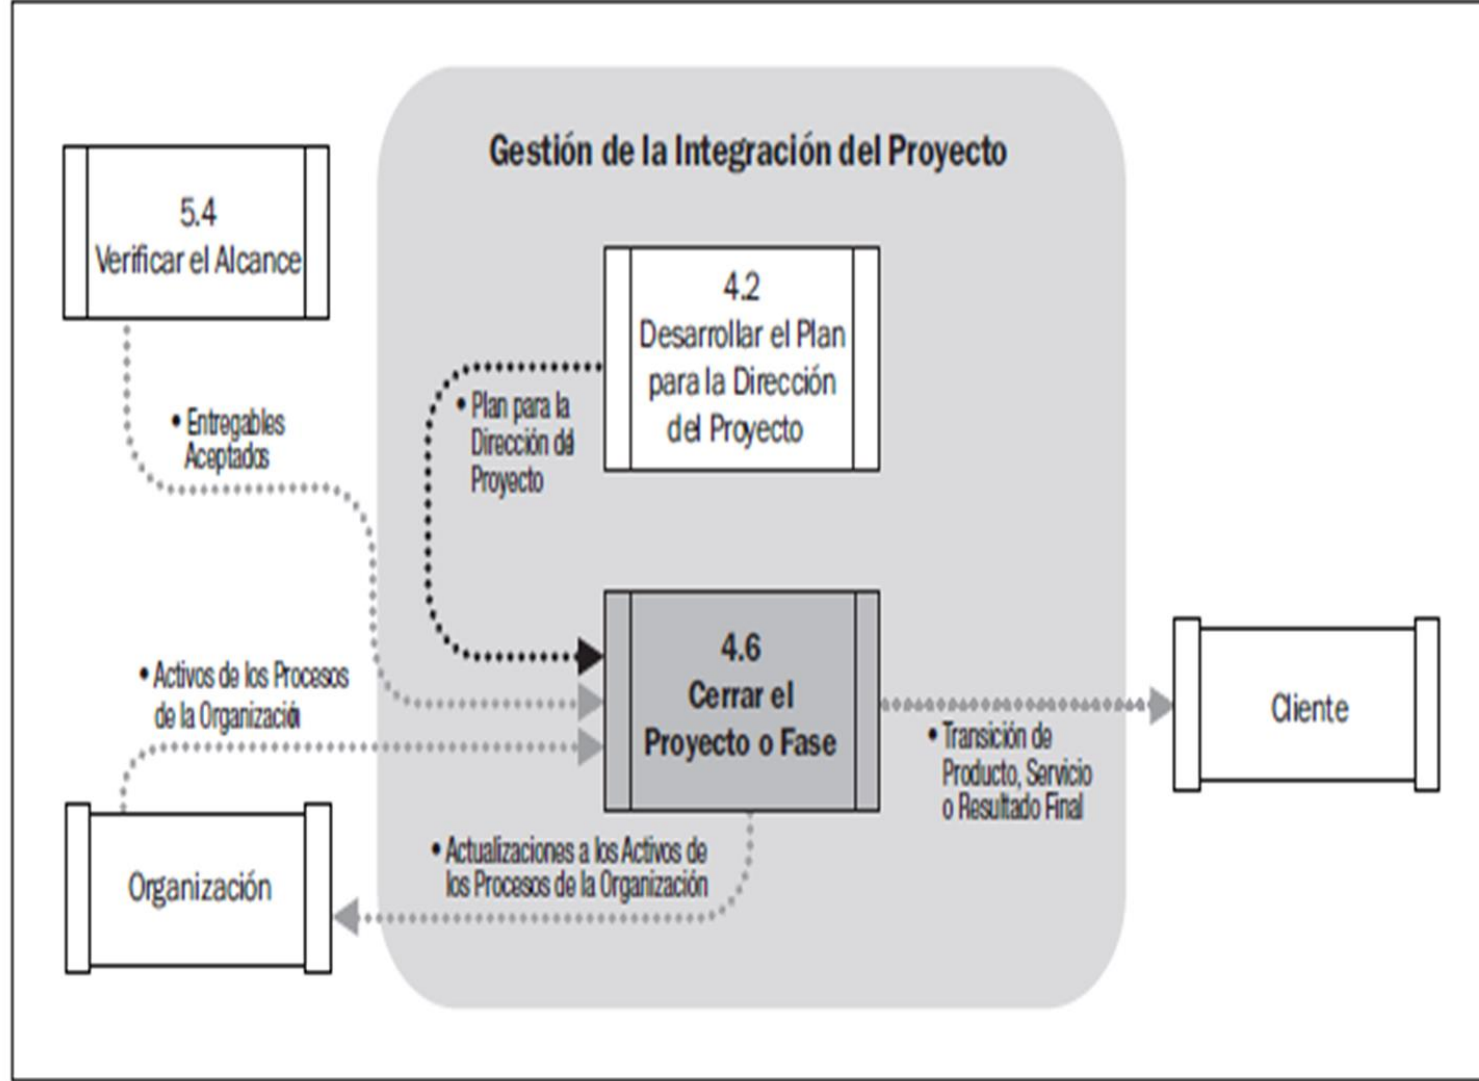 Gestión de la Integración del Proyecto
5.4
Verificar el Alcance
4.2
Desarrollar el Plan
para la Dirección
del Proyecto
• Plan para la
Dirección del
Proyecto
• Entregables
Aceptados
4.6
Cerrar el
Proyecto o Fase
• Activos de los Procesos
de la Organización
Cliente
• Transición de
Producto, Servicio
o Resultado Final
Organización
• Actualizaciones a los Activos de
los Procesos de la Organización